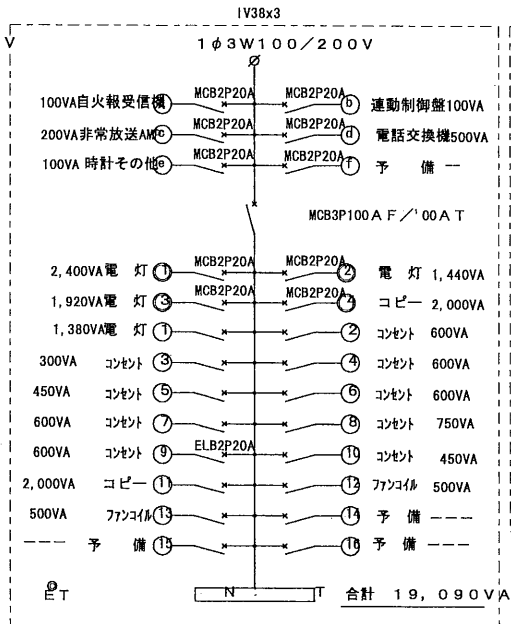 IV38x3
V
1φ3W100/200V
100VA自火報受信機 MCB2P20A MCB2P20A b 連動制御盤100VA
200VA非常放送AMP c MCB2P20A MCB2P20A d 電話交換機500VA
100VA 時計その他 e MCB2P20A MCB2P20A f 予 備 --
MCB3P100AF/100AT
2,400VA電 灯 1 MCB2P20A MCB2P20A 2 電 灯 1,440VA
1,920VA電 灯 3 MCB2P20A MCB2P20A 4 コピー 2,000VA
1,380VA電 灯 1 2 コンセント 600VA
300VA コンセント 3 4 コンセント 600VA
450VA コンセント 5 6 コンセント 600VA
600VA コンセント 7 8 コンセント 750VA
600VA コンセント 9 ELB2P20A 10 コンセント 450VA
2,000VA コピー 11 12 ファンコイル 500VA
500VA ファンコイル 13 14 予 備 ---
--- 予 備 15 16 予 備 ---
ET N T 合計 19,090VA